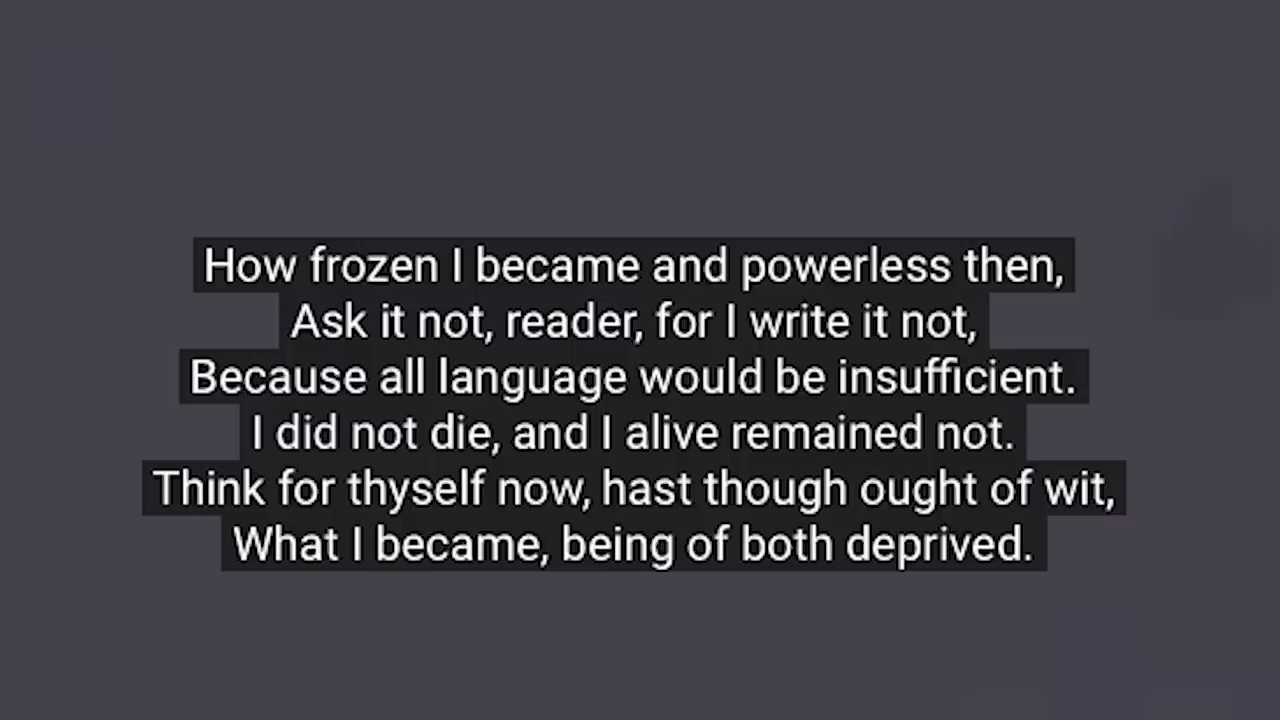 How frozen I became and powerless then,
Ask it not, reader, for I write it not,
Because all language would be insufficient.
I did not die, and I alive remained not.
Think for thyself now, hast though ought of wit,
What I became, being of both deprived.